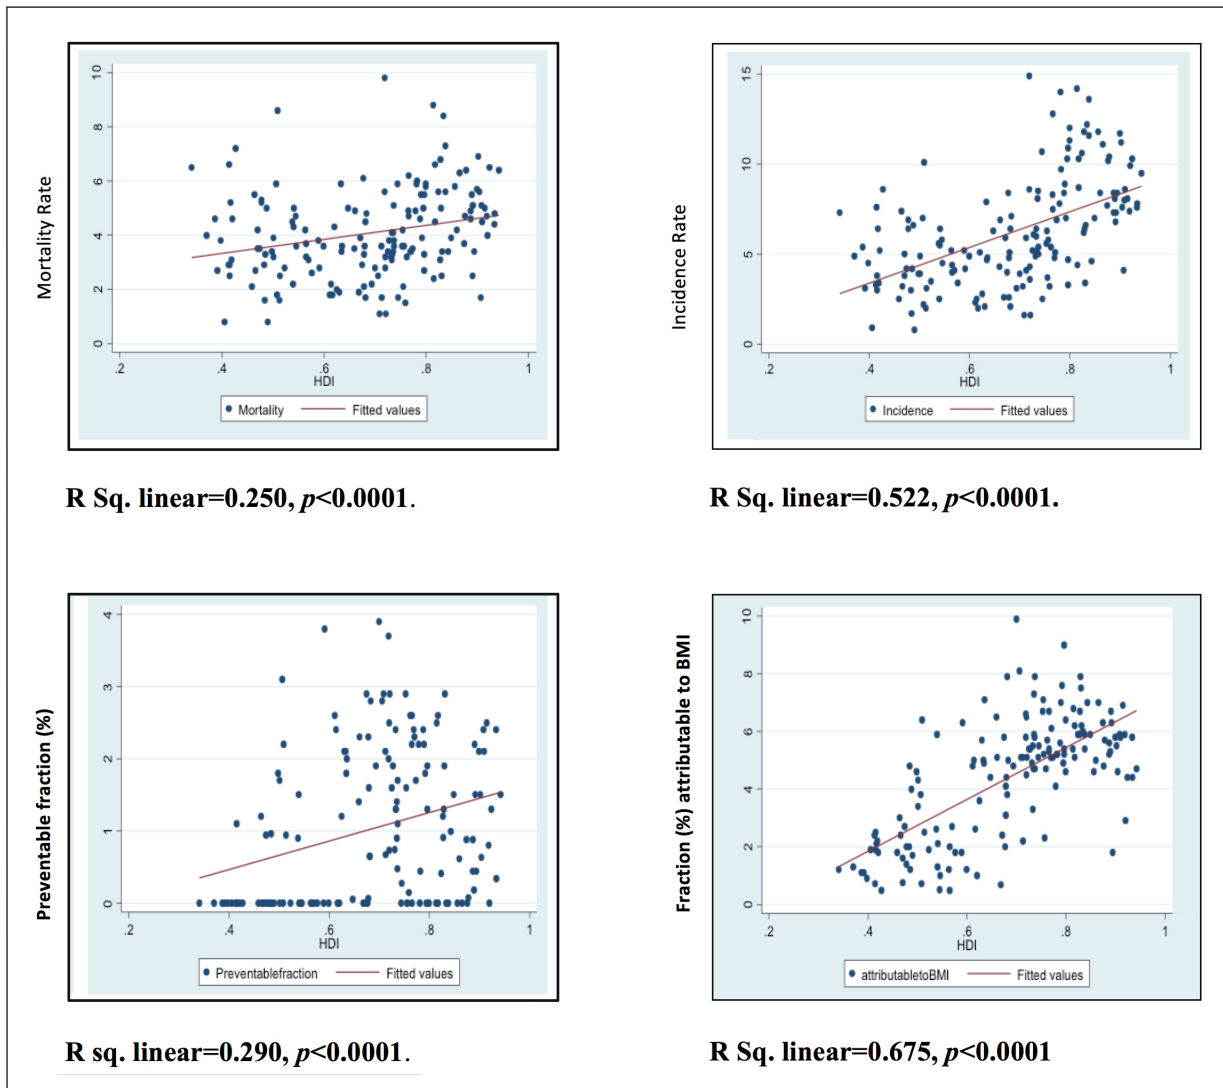 Mortality Rate
10
8
6
4
2
0
.2 .4 .6 .8 1
HDI
Mortality Fitted values
R Sq. linear=0.250, p<0.0001.
Incidence Rate
15
10
5
0
.2 .4 .6 .8 1
HDI
Incidence Fitted values
R Sq. linear=0.522, p<0.0001.
Preventable fraction (%)
4
3
2
1
0
.2 .4 .6 .8 1
HDI
Preventablefraction Fitted values
R sq. linear=0.290, p<0.0001.
Fraction (%) attributable to BMI
10
8
6
4
2
0
.2 .4 .6 .8 1
HDI
attributabletoBMI Fitted values
R Sq. linear=0.675, p<0.0001